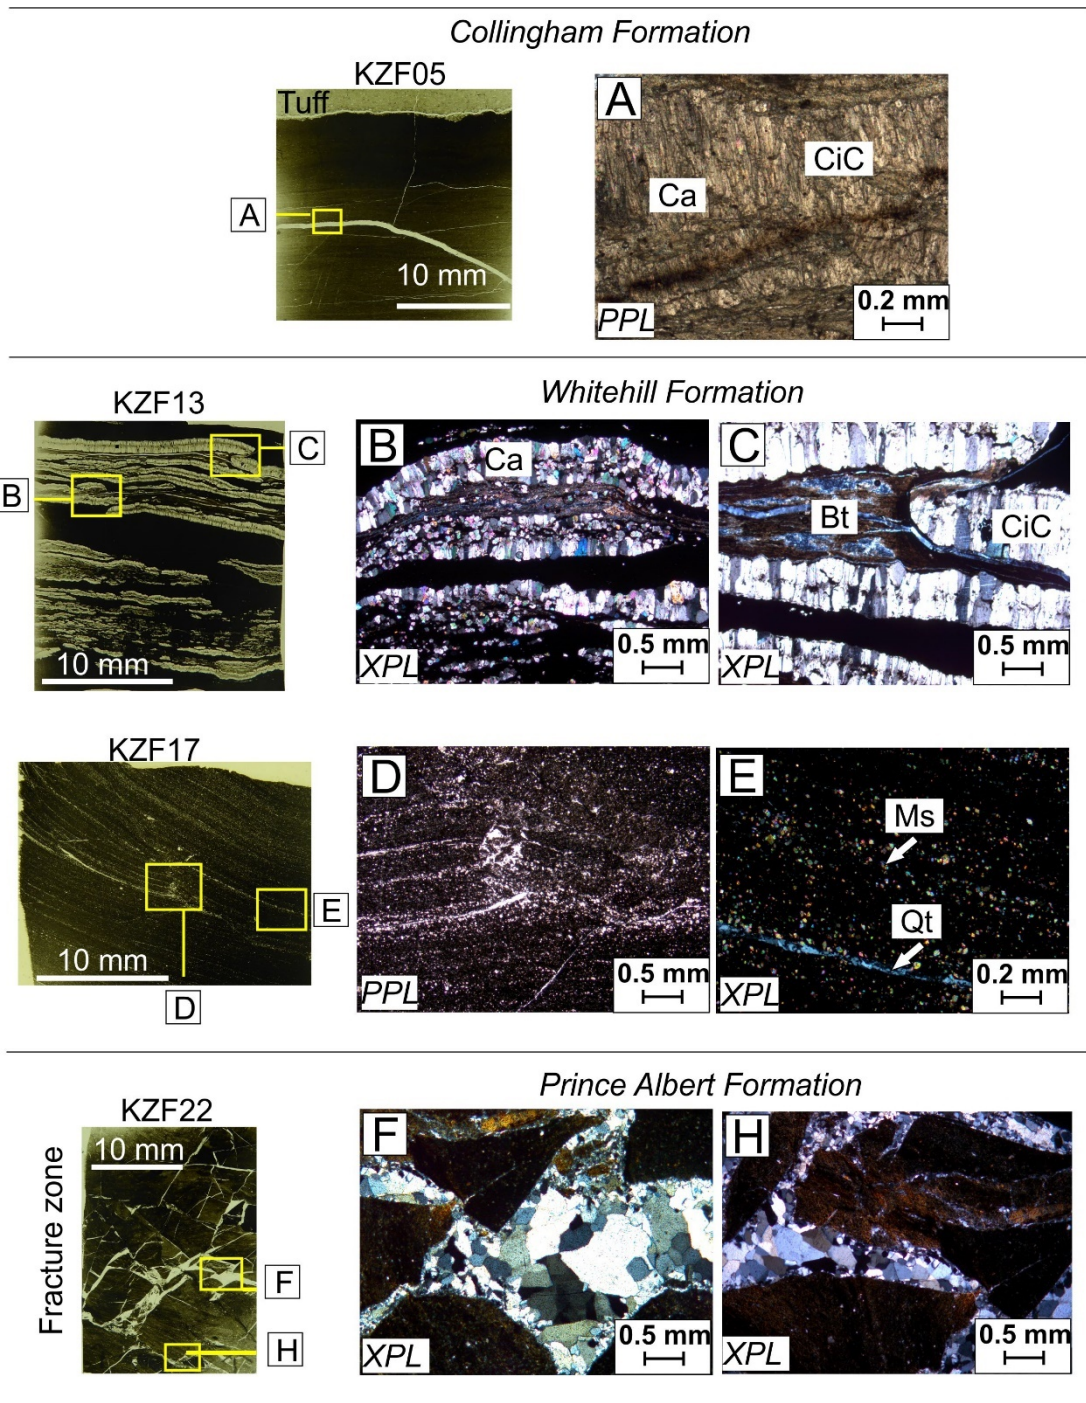 Collingham Formation
KZF05
Tuff
A
10 mm
A
CiC
Ca
PPL
0.2 mm
Whitehill Formation
KZF13
B
C
10 mm
B
Ca
XPL
0.5 mm
C
Bt
CiC
XPL
0.5 mm
KZF17
E
10 mm
D
D
PPL
0.5 mm
E
Ms
Qt
XPL
0.2 mm
Prince Albert Formation
KZF22
10 mm
Fracture zone
F
H
F
XPL
0.5 mm
H
XPL
0.5 mm